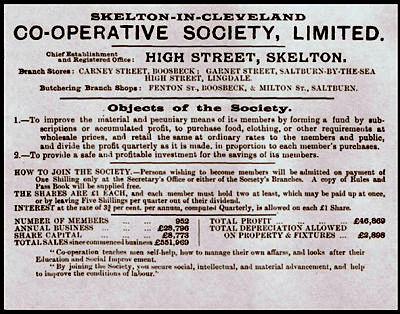 SKELTON-IN-CLEVELAND
CO-OPERATIVE SOCIETY, LIMITED.
Chief Establishment and Registered Office: HIGH STREET, SKELTON.
Branch Stores: CARNEY STREET, BOOSBECK; GARNET STREET, SALTBURN-BY-THE-SEA
HIGH STREET, LINGDALE.
Butchering Branch Shops: FENTON ST., BOOSBECK, & MILTON ST., SALTBURN.
Objects of the Society.
1.—To improve the material and pecuniary means of its members by forming a fund by sub-
scriptions or accumulated profit, to purchase food, clothing, or other requirements at
wholesale prices, and retail the same at ordinary rates to the members and public,
and divide the profit quarterly as it is made, in proportion to each member's purchases.
2.—To provide a safe and profitable investment for the savings of its members.
HOW TO JOIN THE SOCIETY.—Persons wishing to become members will be admitted on payment of
One Shilling only at the Secretary's Office or either of the Society's Branches. A copy of Rules and
Pass Book will be supplied free.
THE SHARES ARE £1 EACH, and each member must hold two at least, which may be paid up at once,
or by leaving Five Shillings per quarter out of their dividend.
INTEREST at the rate of 3¾ per cent. per annum, computed Quarterly, is allowed on each £1 Share.
NUMBER OF MEMBERS ... 952
ANNUAL BUSINESS ... £28,796
SHARE CAPITAL ... £8,773
TOTAL SALES since commenced business £551,969
TOTAL PROFIT ... ... ... £46,869
TOTAL DEPRECIATION ALLOWED
ON PROPERTY & FIXTURES ... £2,898
"Co-operation teaches men self-help, how to manage their own affairs, and looks after their
Education and Social Improvement.
"By joining the Society, you secure social, intellectual, and material advancement, and help
to improve the conditions of labour."